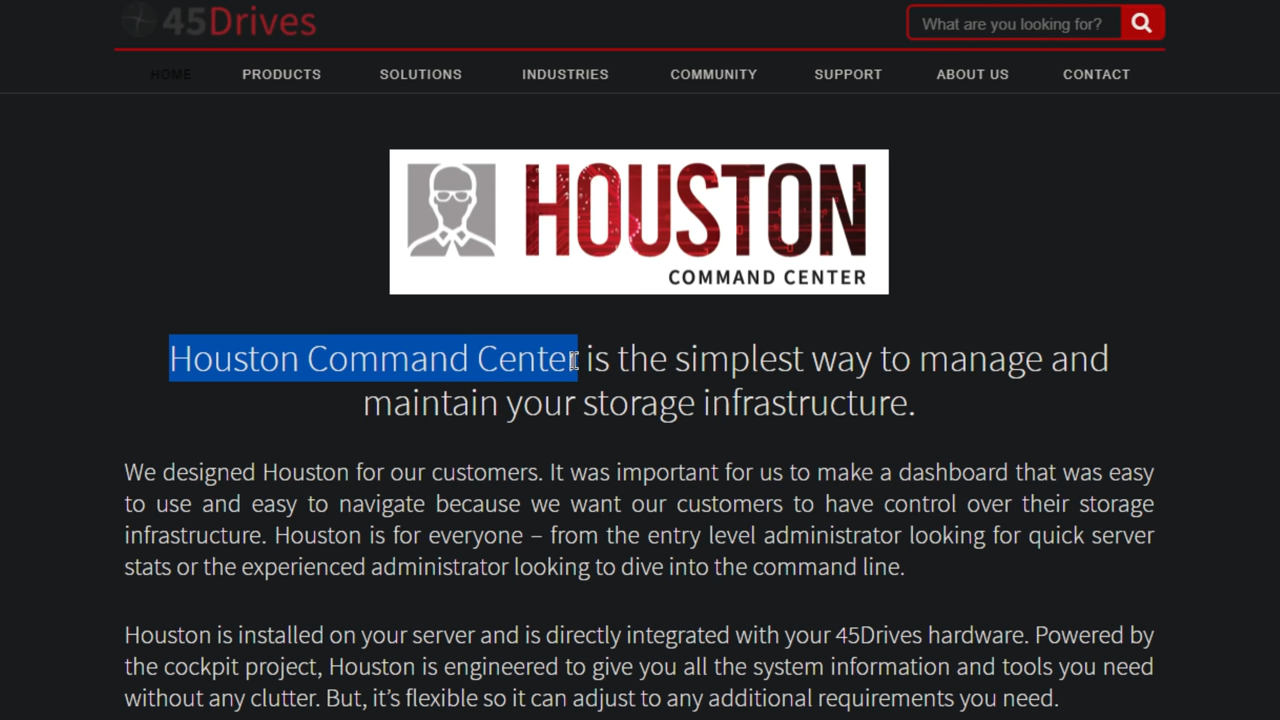 45Drives
What are you looking for?
HOME PRODUCTS SOLUTIONS INDUSTRIES COMMUNITY SUPPORT ABOUT US CONTACT
HOUSTON
COMMAND CENTER
Houston Command Center is the simplest way to manage and
maintain your storage infrastructure.
We designed Houston for our customers. It was important for us to make a dashboard that was easy
to use and easy to navigate because we want our customers to have control over their storage
infrastructure. Houston is for everyone – from the entry level administrator looking for quick server
stats or the experienced administrator looking to dive into the command line.
Houston is installed on your server and is directly integrated with your 45Drives hardware. Powered by
the cockpit project, Houston is engineered to give you all the system information and tools you need
without any clutter. But, it’s flexible so it can adjust to any additional requirements you need.